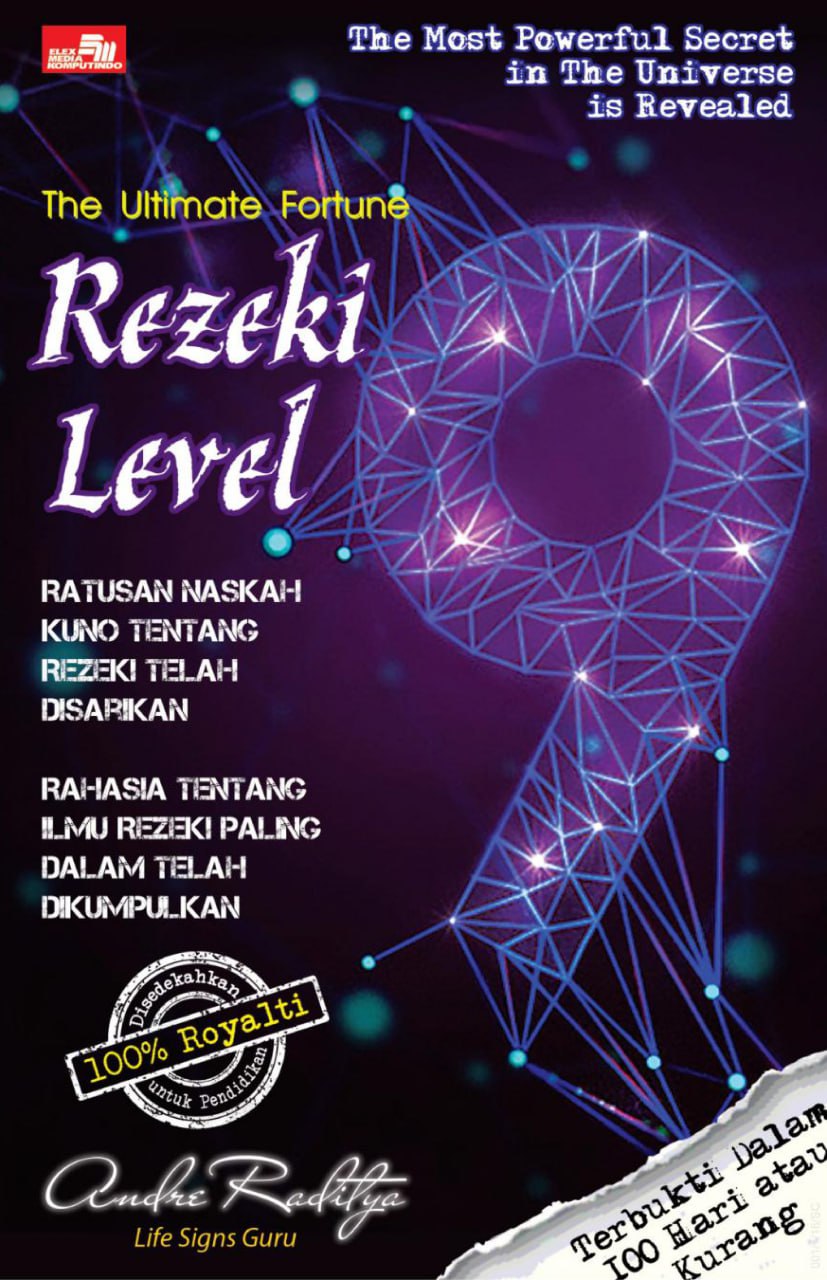 ELEX
MEDIA
KOMPUTINDO
The Most Powerful Secret
in The Universe
is Revealed
The Ultimate Fortune
Rezeki
Level
9
RATUSAN NASKAH
KUNO TENTANG
REZEKI TELAH
DISARIKAN
RAHASIA TENTANG
ILMU REZEKI PALING
DALAM TELAH
DIKUMPULKAN
Disedekahkan
100% Royalti
untuk Pendidikan
Andre Raditya
Life Signs Guru
Terbukti Dalam
100 Hari atau
Kurang